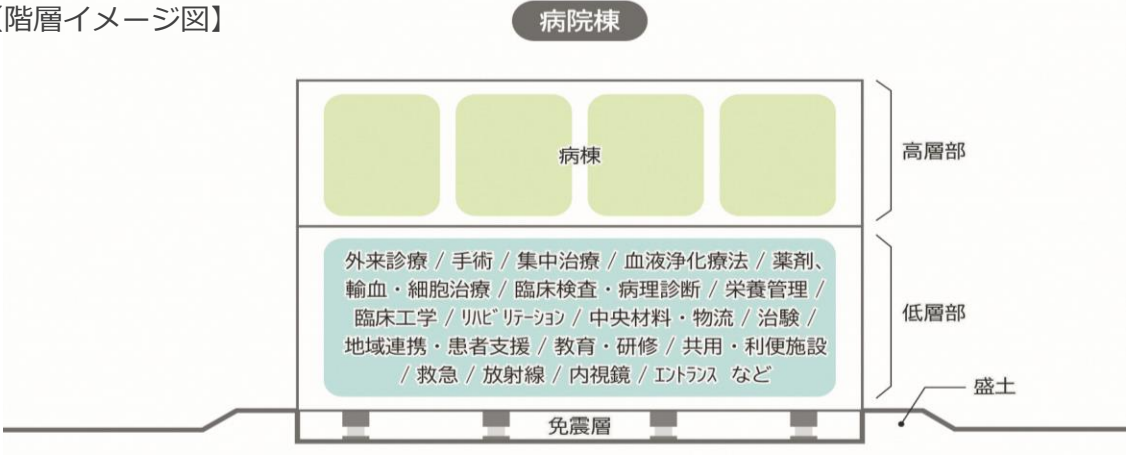 【階層イメージ図】
病院棟
病棟
高層部
外来診療 / 手術 / 集中治療 / 血液浄化療法 / 薬剤、
輸血・細胞治療 / 臨床検査・病理診断 / 栄養管理 /
臨床工学 / ﾘﾊﾋﾞﾘﾃｰｼｮﾝ / 中央材料・物流 / 治験 /
地域連携・患者支援 / 教育・研修 / 共用・利便施設
/ 救急 / 放射線 / 内視鏡 / ｴﾝﾄﾗﾝｽ など
低層部
盛土
免震層